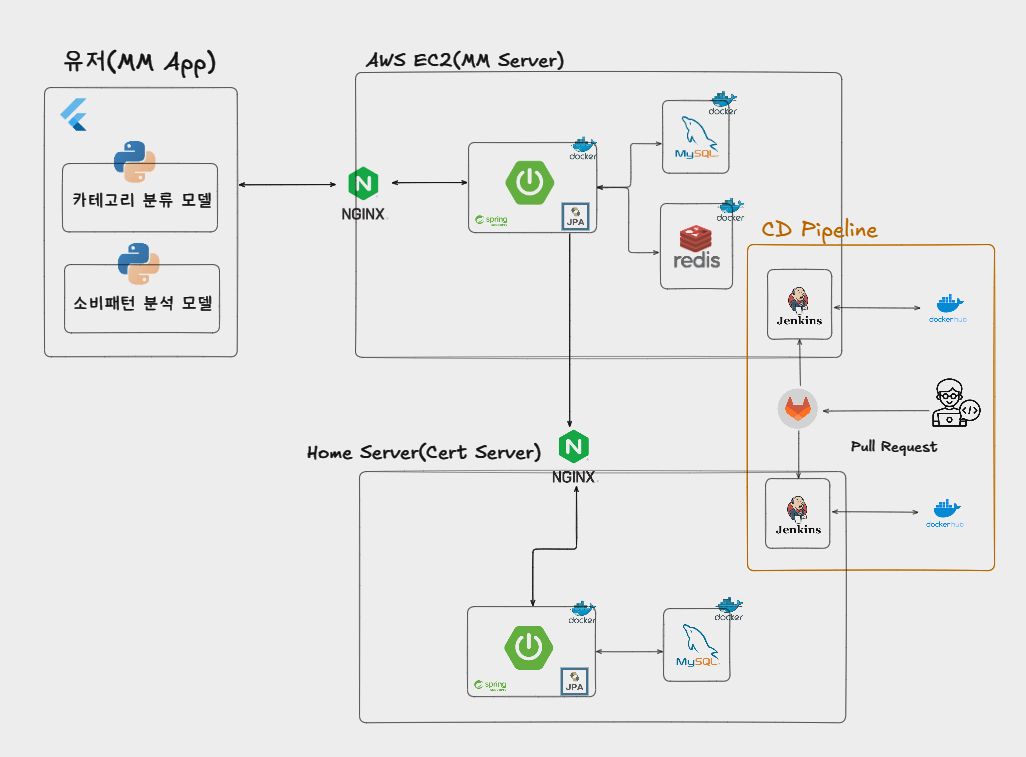 유저(MM App)
카테고리 분류 모델
소비패턴 분석 모델
AWS EC2(MM Server)
NGINX
docker
spring
JPA
docker
MySQL
docker
redis
CD Pipeline
Jenkins
dockerhub
Pull Request
Jenkins
dockerhub
Home Server(Cert Server)
NGINX
docker
spring
JPA
docker
MySQL